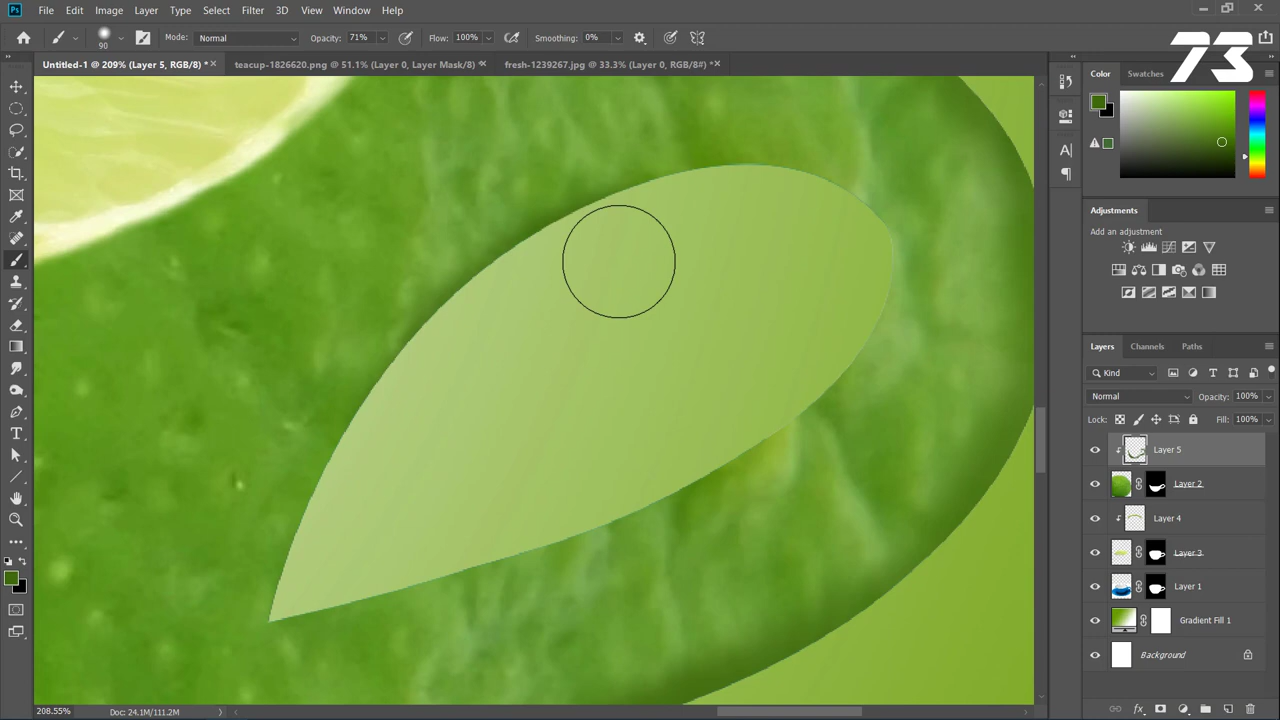 Ps File Edit Image Layer Type Select Filter 3D View Window Help
90 Mode: Normal Opacity: 71% Flow: 100% Smoothing: 0%
73
Untitled-1 @ 209% (Layer 5, RGB/8) * × teacup-1826620.png @ 51.1% (Layer 0, Layer Mask/8) × fresh-1239267.jpg @ 33.3% (Layer 0, RGB/8#) *×
Color Swatches
Adjustments
Add an adjustment
Layers Channels Paths
Kind
Normal Opacity: 100%
Lock: Fill: 100%
Layer 5
Layer 2
Layer 4
Layer 3
Layer 1
Gradient Fill 1
Background
208.55% Doc: 24.1M/111.2M